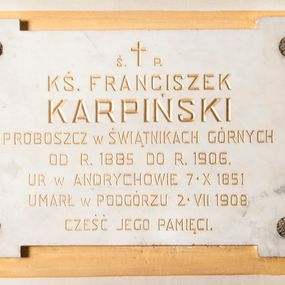 Ś. † P.
KŚ. FRANCISZEK
KARPIŃSKI
PROBOSZCZ w ŚWIĄTNIKACH GÓRNYCH
OD R. 1885 DO R. 1906.
UR w ANDRYCHOWIE 7·X 1851
UMARŁ w PODGÓRZU 2·VII 1908
CZEŚĆ JEGO PAMIĘCI.